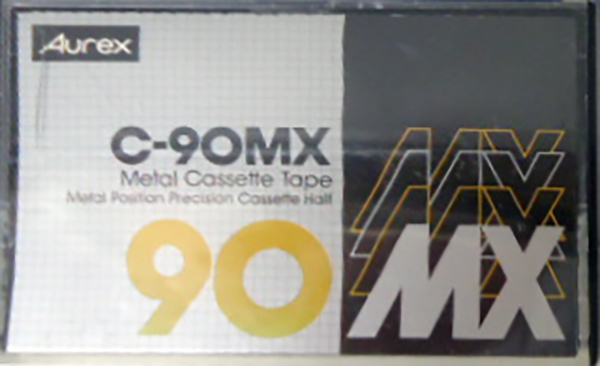 Aurex
C-90MX
Metal Cassette Tape
Metal Position Precision Cassette Half
90
MX
MX
MX
MX